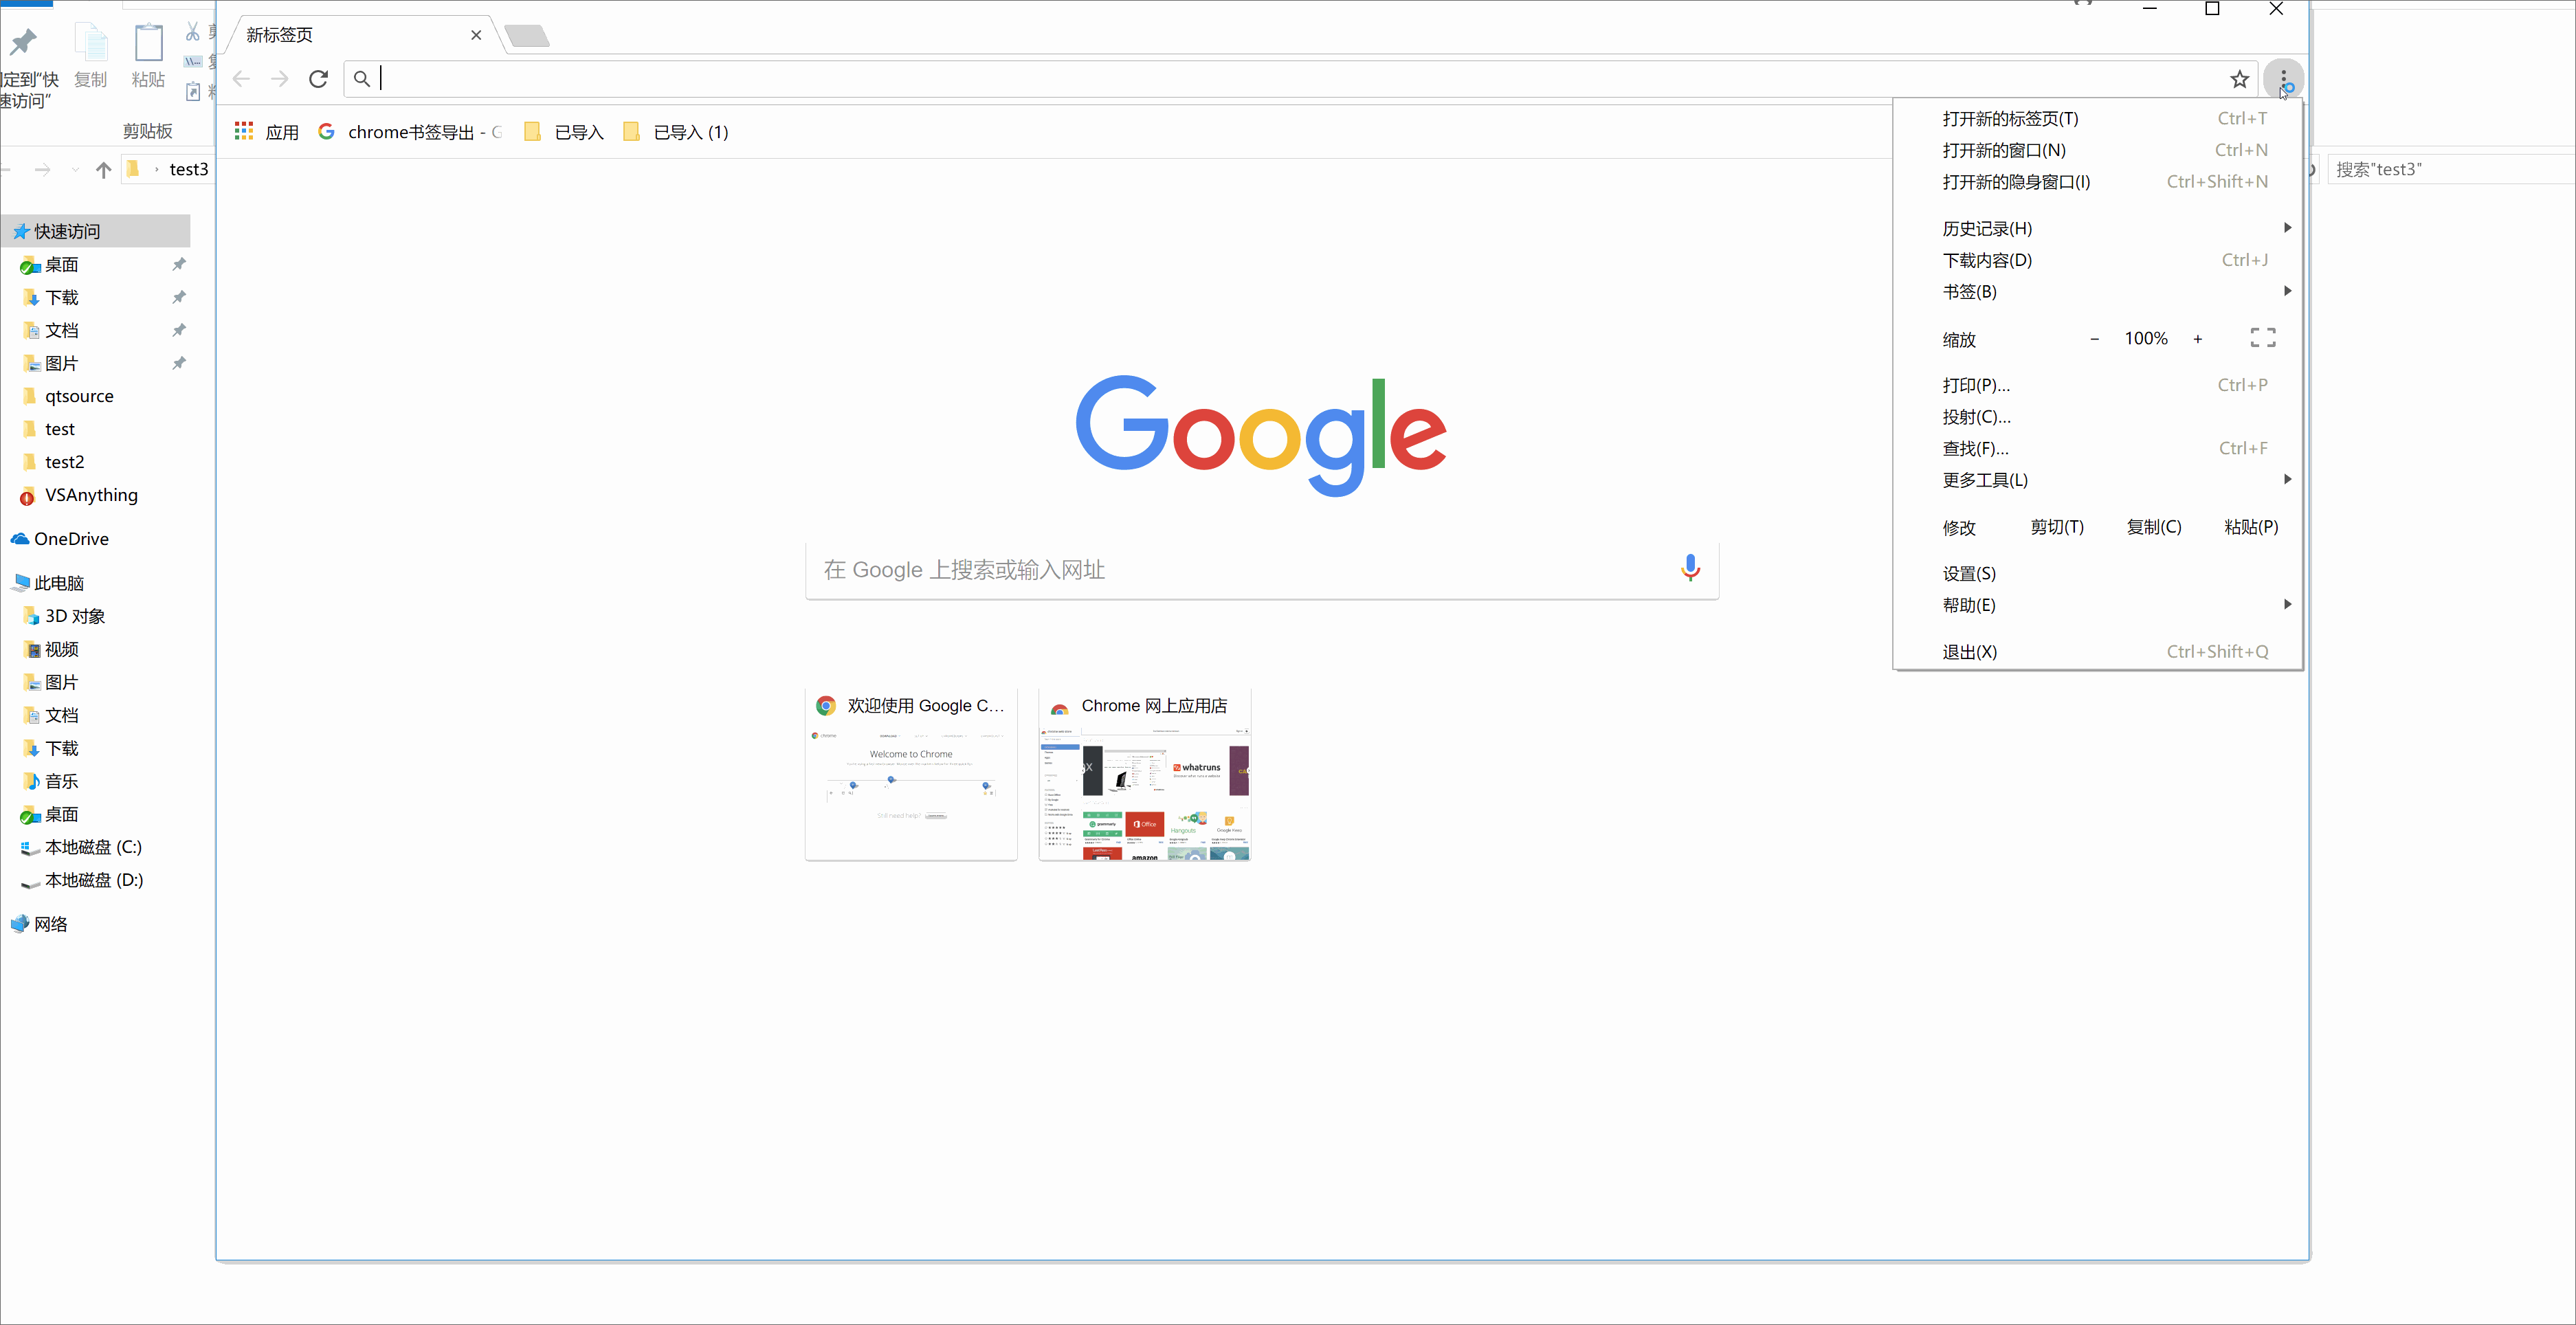 新标签页
定到“快
速访问”
复制
粘贴
剪贴板
test3
搜索"test3"
应用
chrome书签导出 - G
已导入
已导入 (1)
快速访问
桌面
下载
文档
图片
qtsource
test
test2
VSAnything
OneDrive
此电脑
3D 对象
视频
图片
文档
下载
音乐
桌面
本地磁盘 (C:)
本地磁盘 (D:)
网络
Google
在 Google 上搜索或输入网址
欢迎使用 Google C...
Welcome to Chrome
Still need help?
Chrome 网上应用店
whatruns
Office
Hangouts
amazon
打开新的标签页(T) Ctrl+T
打开新的窗口(N) Ctrl+N
打开新的隐身窗口(I) Ctrl+Shift+N
历史记录(H)
下载内容(D) Ctrl+J
书签(B)
缩放 − 100% +
打印(P)... Ctrl+P
投射(C)...
查找(F)... Ctrl+F
更多工具(L)
修改 剪切(T) 复制(C) 粘贴(P)
设置(S)
帮助(E)
退出(X) Ctrl+Shift+Q